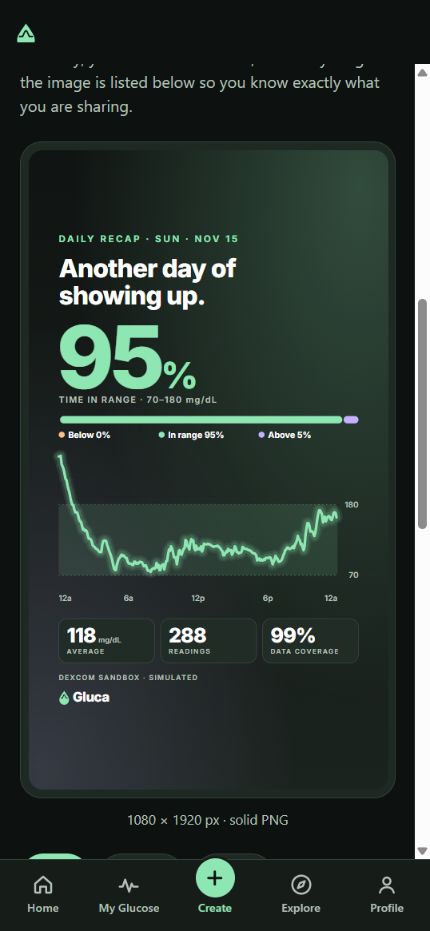 the image is listed below so you know exactly what
you are sharing.
DAILY RECAP · SUN · NOV 15
Another day of
showing up.
95%
TIME IN RANGE · 70–180 mg/dL
Below 0% In range 95% Above 5%
180
70
12a 6a 12p 6p 12a
118 mg/dL 288 99%
AVERAGE READINGS DATA COVERAGE
DEXCOM SANDBOX · SIMULATED
Gluca
1080 × 1920 px · solid PNG
Home My Glucose Create Explore Profile